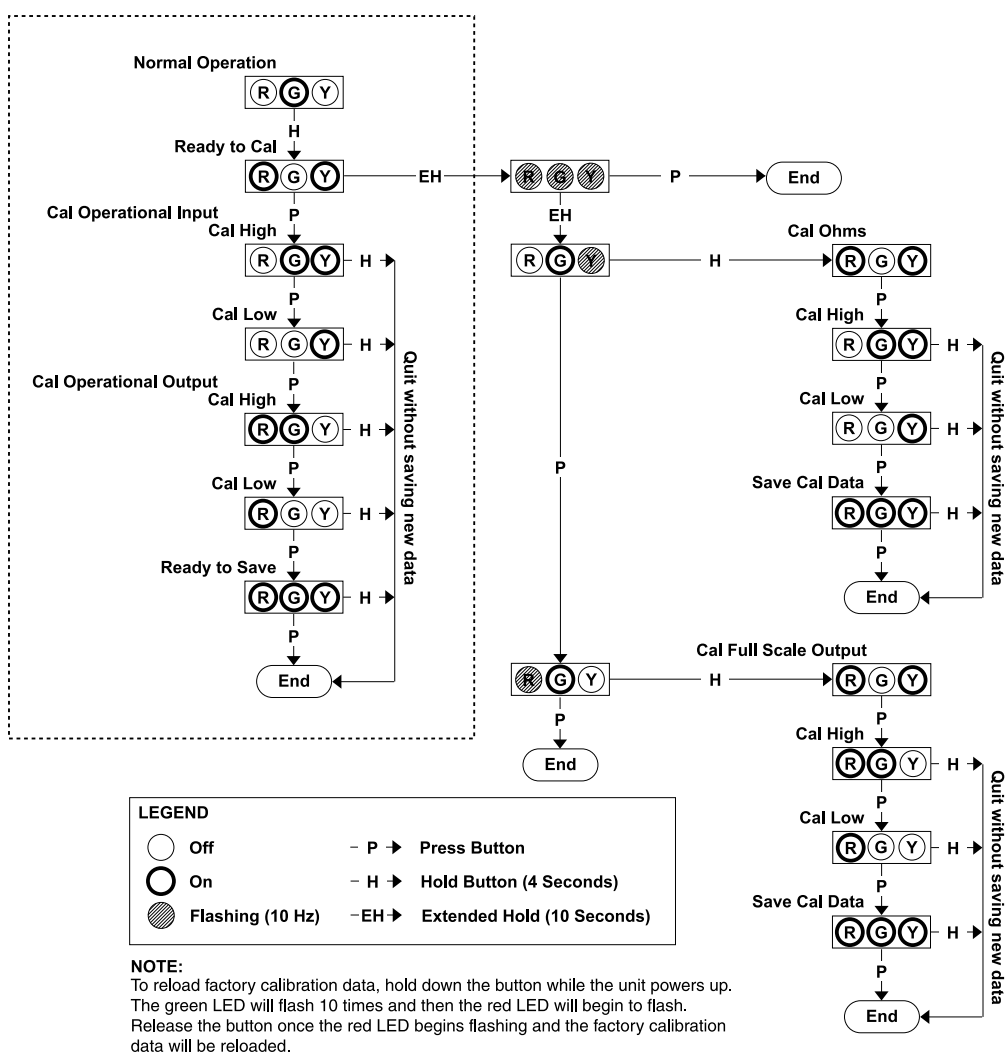 Normal Operation
R G Y
H
Ready to Cal
R G Y
EH
R G Y
P
End
P
EH
Cal Operational Input
Cal High
R G Y
H
R G Y
H
Cal Ohms
R G Y
P
P
Cal Low
R G Y
H
Cal High
R G Y
H
P
P
Cal Operational Output
Cal High
R G Y
H
Cal Low
R G Y
H
P
P
Cal Low
R G Y
H
Save Cal Data
R G Y
H
P
P
Ready to Save
R G Y
H
End
P
End
Quit without saving new data
Quit without saving new data
P
Cal Full Scale Output
R G Y
H
R G Y
P
End
P
Cal High
R G Y
H
P
Cal Low
R G Y
H
P
Save Cal Data
R G Y
H
P
End
Quit without saving new data
LEGEND
Off
P
Press Button
On
H
Hold Button (4 Seconds)
Flashing (10 Hz)
EH
Extended Hold (10 Seconds)
NOTE:
To reload factory calibration data, hold down the button while the unit powers up.
The green LED will flash 10 times and then the red LED will begin to flash.
Release the button once the red LED begins flashing and the factory calibration
data will be reloaded.